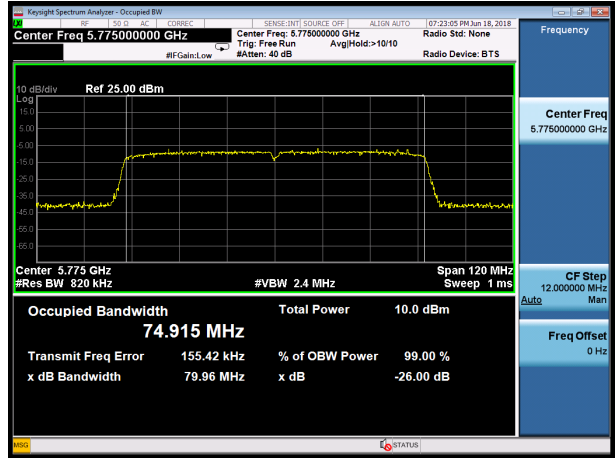 Keysight Spectrum Analyzer - Occupied BW
LXI RF 50 Ω AC CORREC SENSE:INT SOURCE OFF ALIGN AUTO 07:23:05 PM Jun 18, 2018
Center Freq 5.775000000 GHz
Center Freq: 5.775000000 GHz
Radio Std: None
Trig: Free Run Avg|Hold:>10/10
#IFGain:Low
#Atten: 40 dB
Radio Device: BTS
10 dB/div Ref 25.00 dBm
Log
15.0
5.00
-5.00
-15.0
-25.0
-35.0
-45.0
-55.0
-65.0
Center 5.775 GHz Span 120 MHz
#Res BW 820 kHz #VBW 2.4 MHz Sweep 1 ms
Occupied Bandwidth Total Power 10.0 dBm
74.915 MHz
Transmit Freq Error 155.42 kHz % of OBW Power 99.00 %
x dB Bandwidth 79.96 MHz x dB -26.00 dB
MSG STATUS
Frequency
Center Freq
5.775000000 GHz
CF Step
12.000000 MHz
Auto Man
Freq Offset
0 Hz